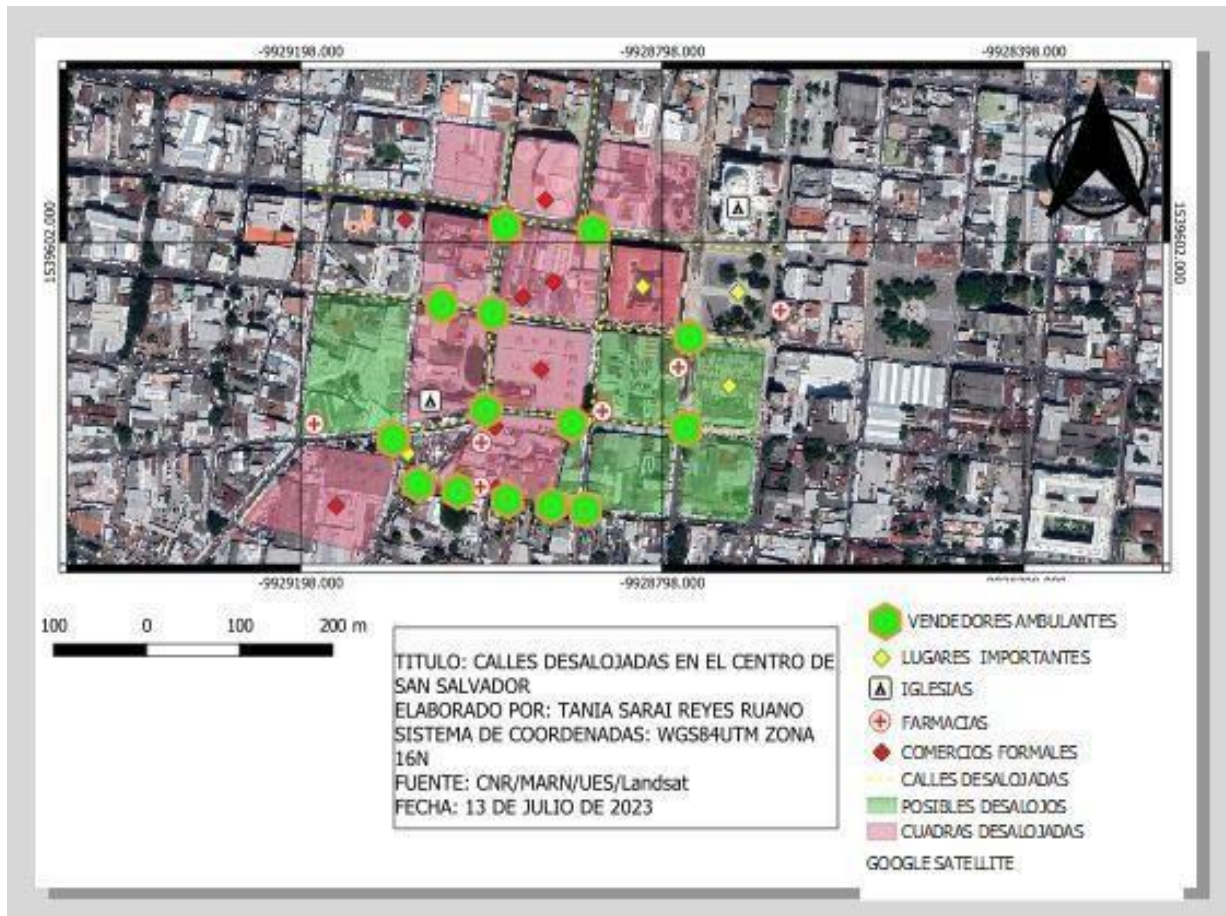 -9929198.000 -9928798.000 -9928398.000
1539602.000
1539602.000
-9929198.000 -9928798.000
100 0 100 200 m
TITULO: CALLES DESALOJADAS EN EL CENTRO DE
SAN SALVADOR
ELABORADO POR: TANIA SARAI REYES RUANO
SISTEMA DE COORDENADAS: WGS84UTM ZONA
16N
FUENTE: CNR/MARN/UES/Landsat
FECHA: 13 DE JULIO DE 2023
VENDEDORES AMBULANTES
LUGARES IMPORTANTES
IGLESIAS
FARMACIAS
COMERCIOS FORMALES
CALLES DESALOJADAS
POSIBLES DESALOJOS
CUADRAS DESALOJADAS
GOOGLE SATELLITE